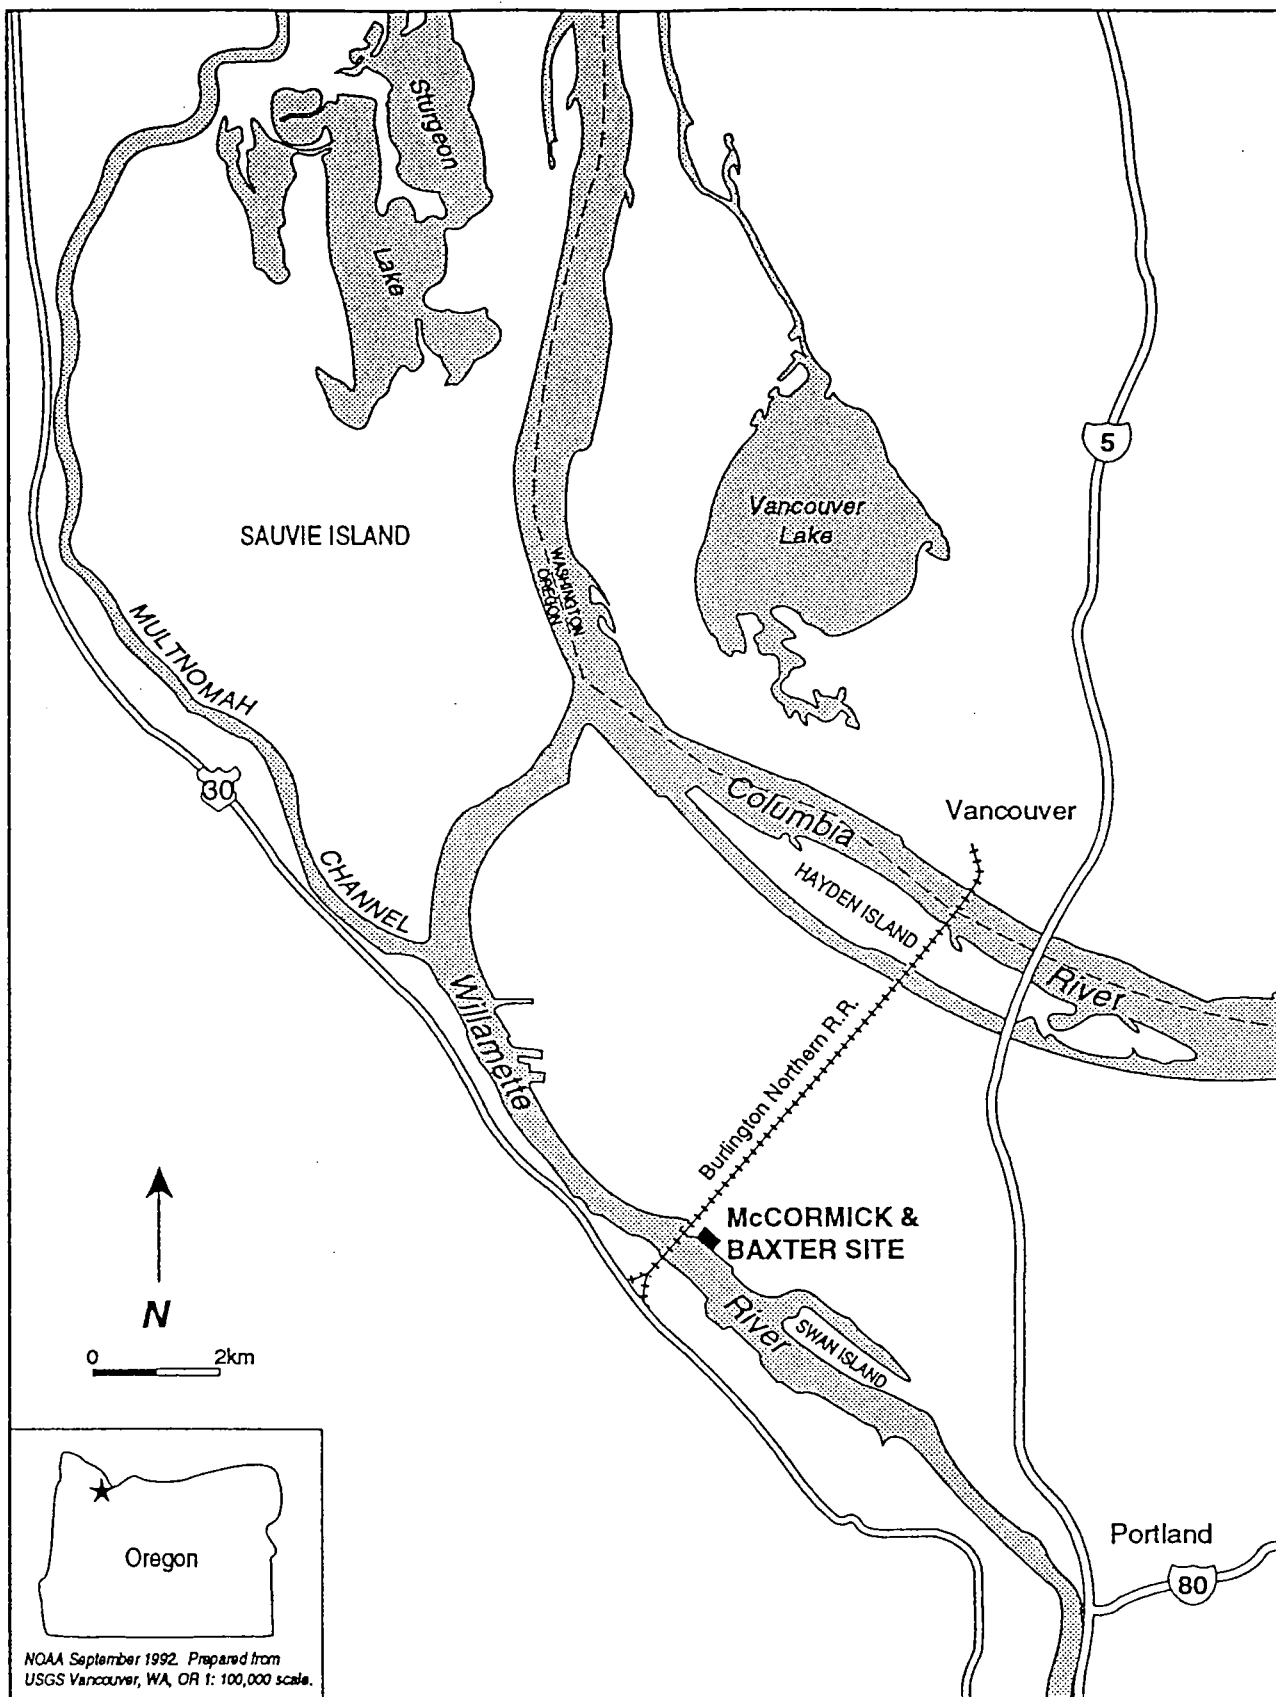 Sturgeon
Lake
5
Vancouver
Lake
SAUVIE ISLAND
WASHINGTON
OREGON
MULTNOMAH
CHANNEL
30
Columbia
River
Vancouver
HAYDEN ISLAND
Willamette
River
Burlington Northern R.R.
McCORMICK &
BAXTER SITE
SWAN ISLAND
N
0 2km
Portland
80
Oregon
NOAA September 1992. Prepared from
USGS Vancouver, WA, OR 1: 100,000 scale.